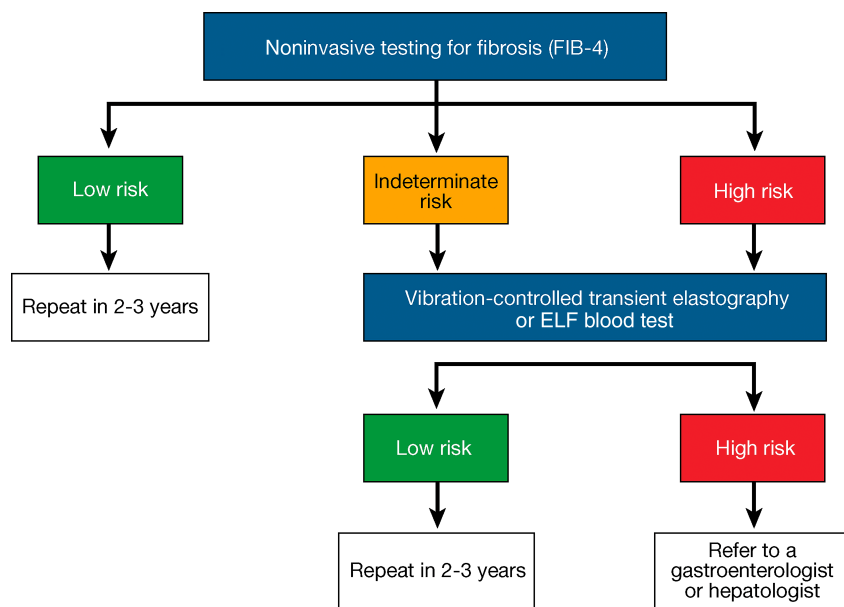 Noninvasive testing for fibrosis (FIB-4)
Low risk
Indeterminate
risk
High risk
Repeat in 2-3 years
Vibration-controlled transient elastography
or ELF blood test
Low risk
High risk
Repeat in 2-3 years
Refer to a
gastroenterologist
or hepatologist